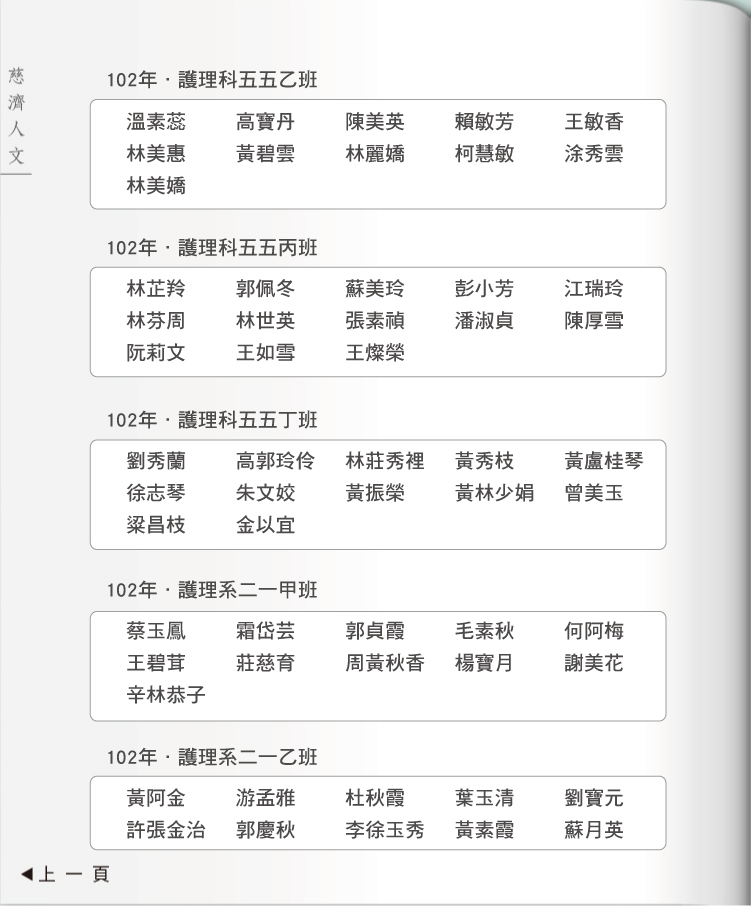 慈濟人文
102年·護理科五五乙班
溫素蕊 高寶丹 陳美英 賴敏芳 王敏香
林美惠 黃碧雲 林麗嬌 柯慧敏 涂秀雲
林美嬌
102年·護理科五五丙班
林芷羚 郭佩冬 蘇美玲 彭小芳 江瑞玲
林芬周 林世英 張素禎 潘淑貞 陳厚雪
阮莉文 王如雪 王燦榮
102年·護理科五五丁班
劉秀蘭 高郭玲伶 林莊秀裡 黃秀枝 黃盧桂琴
徐志琴 朱文姣 黃振榮 黃林少娟 曾美玉
粱昌枝 金以宜
102年·護理系二一甲班
蔡玉鳳 霜岱芸 郭貞霞 毛素秋 何阿梅
王碧茸 莊慈育 周黃秋香 楊寶月 謝美花
辛林恭子
102年·護理系二一乙班
黃阿金 游孟雅 杜秋霞 葉玉清 劉寶元
許張金治 郭慶秋 李徐玉秀 黃素霞 蘇月英
◀上一頁